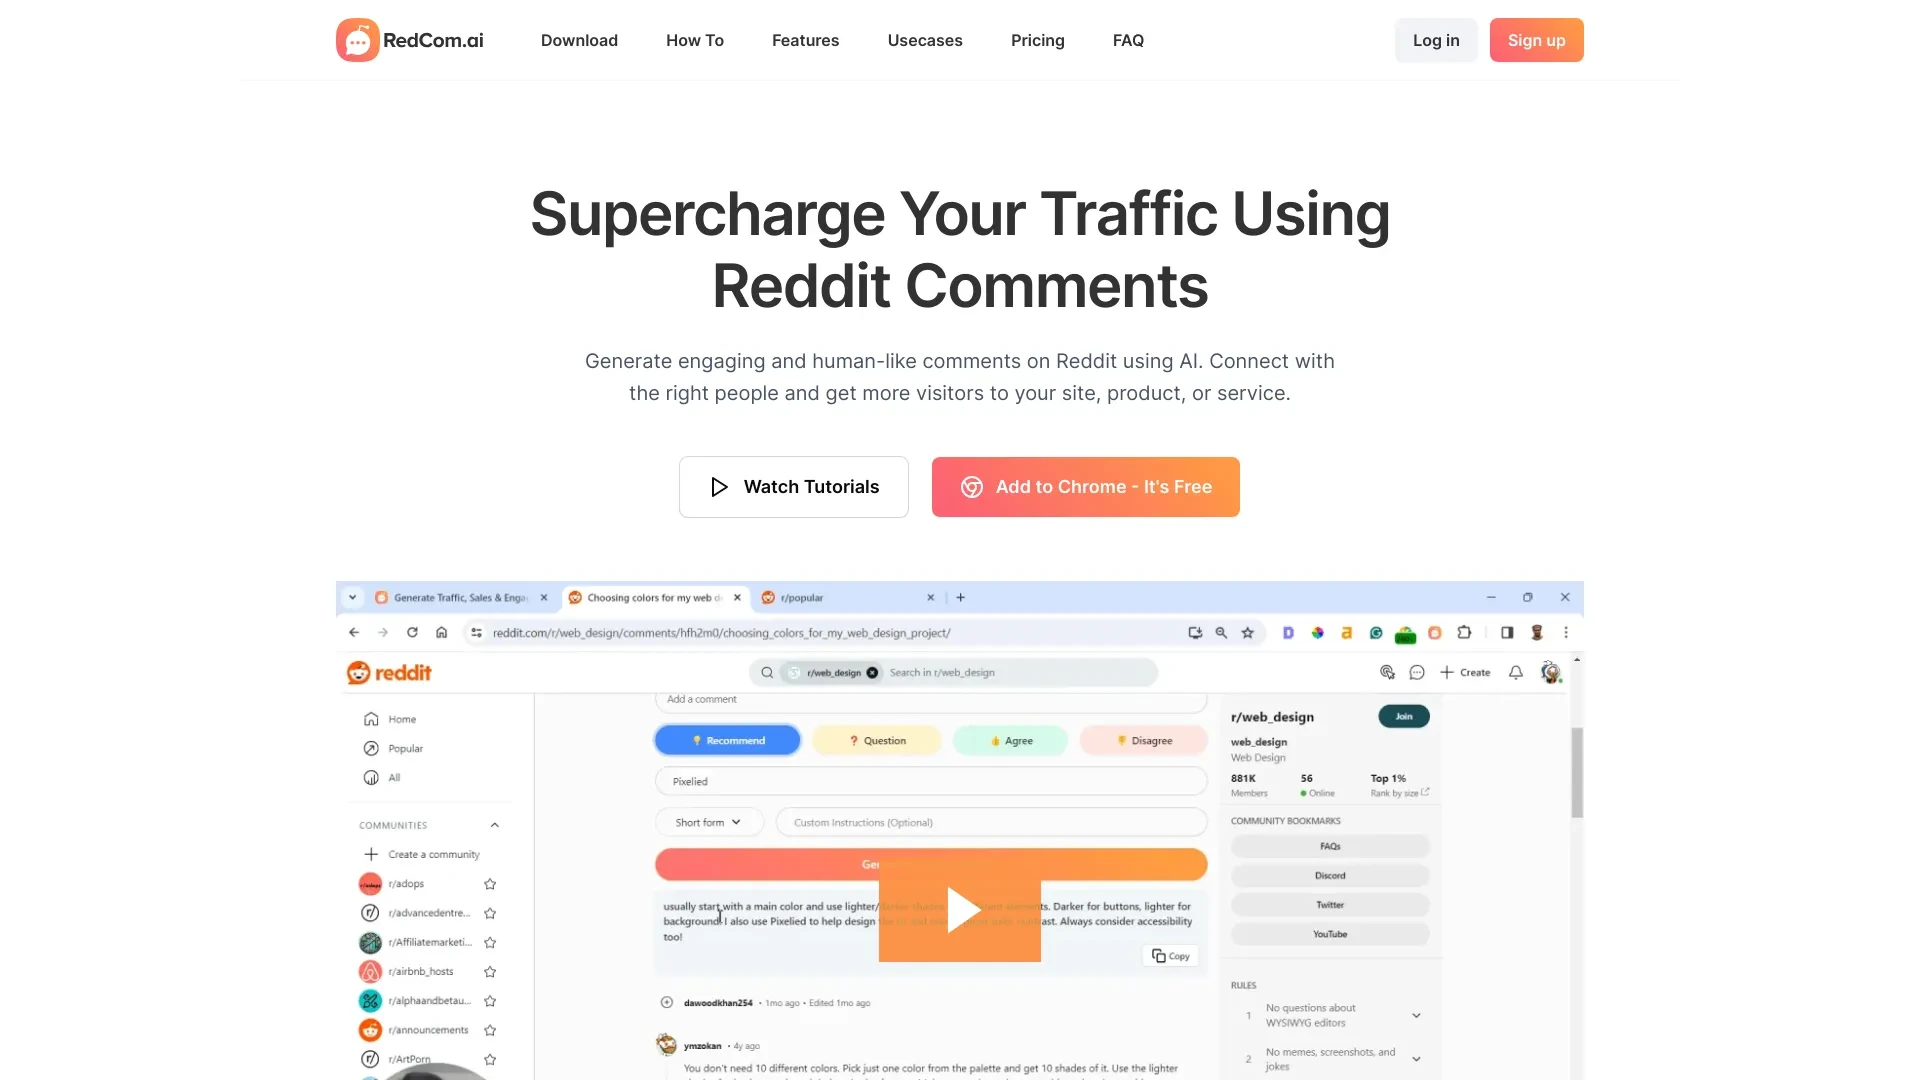 RedCom.ai
Download
How To
Features
Usecases
Pricing
FAQ
Log in
Sign up
Supercharge Your Traffic Using
Reddit Comments
Generate engaging and human-like comments on Reddit using AI. Connect with
the right people and get more visitors to your site, product, or service.
Watch Tutorials
Add to Chrome - It's Free
Generate Traffic, Sales & Enga
Choosing colors for my web d
r/popular
reddit.com/r/web_design/comments/hfh2m0/choosing_colors_for_my_web_design_project/
reddit
r/web_design
Search in r/web_design
Create
Home
Popular
All
COMMUNITIES
Create a community
r/adops
r/advancedentre...
r/Affiliatemarketi...
r/airbnb_hosts
r/alphaandbetau...
r/announcements
r/ArtPorn
Add a comment
Recommend
Question
Agree
Disagree
Pixelied
Short form
Custom Instructions (Optional)
usually start with a main color and use lighter/ Darker for buttons, lighter for
background. I also use Pixelied to help design Always consider accessibility
too!
Copy
dawoodkhan254 • 1mo ago • Edited 1mo ago
ymzokan • 4y ago
You don't need 10 different colors. Pick just one color from the palette and get 10 shades of it. Use the lighter
r/web_design
Join
web_design
Web Design
881K
Members
56
Online
Top 1%
Rank by size
COMMUNITY BOOKMARKS
FAQs
Discord
Twitter
YouTube
RULES
1 No questions about
WYSIWYG editors
2 No memes, screenshots, and
jokes